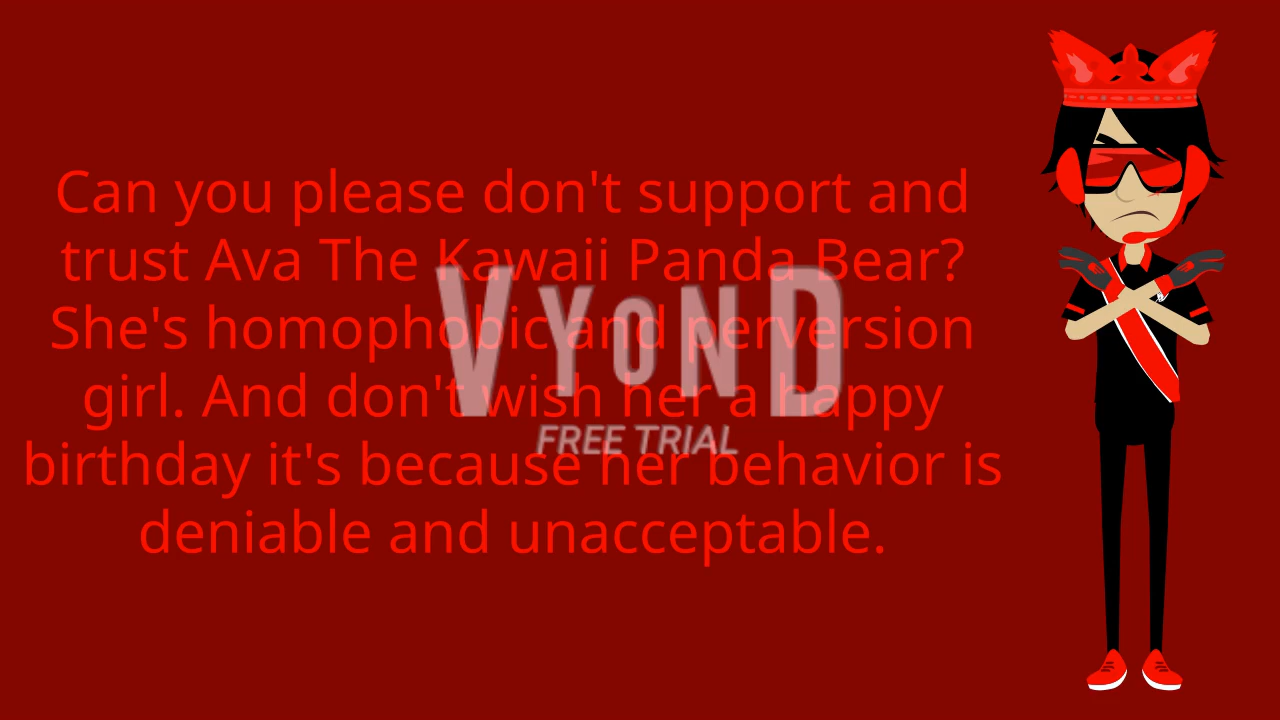 Can you please don't support and
trust Ava The Kawaii Panda Bear?
She's homophobic and perversion
girl. And don't wish her a happy
birthday it's because her behavior is
deniable and unacceptable.
VYOND
FREE TRIAL